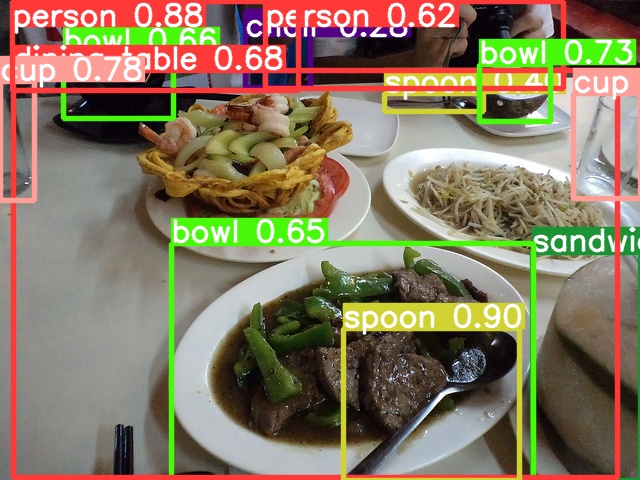 person 0.88
person 0.62
chair 0.28
bowl 0.66
bowl 0.73
dining table 0.68
cup 0.78
spoon 0.40
cup
bowl 0.65
sandwi
spoon 0.90